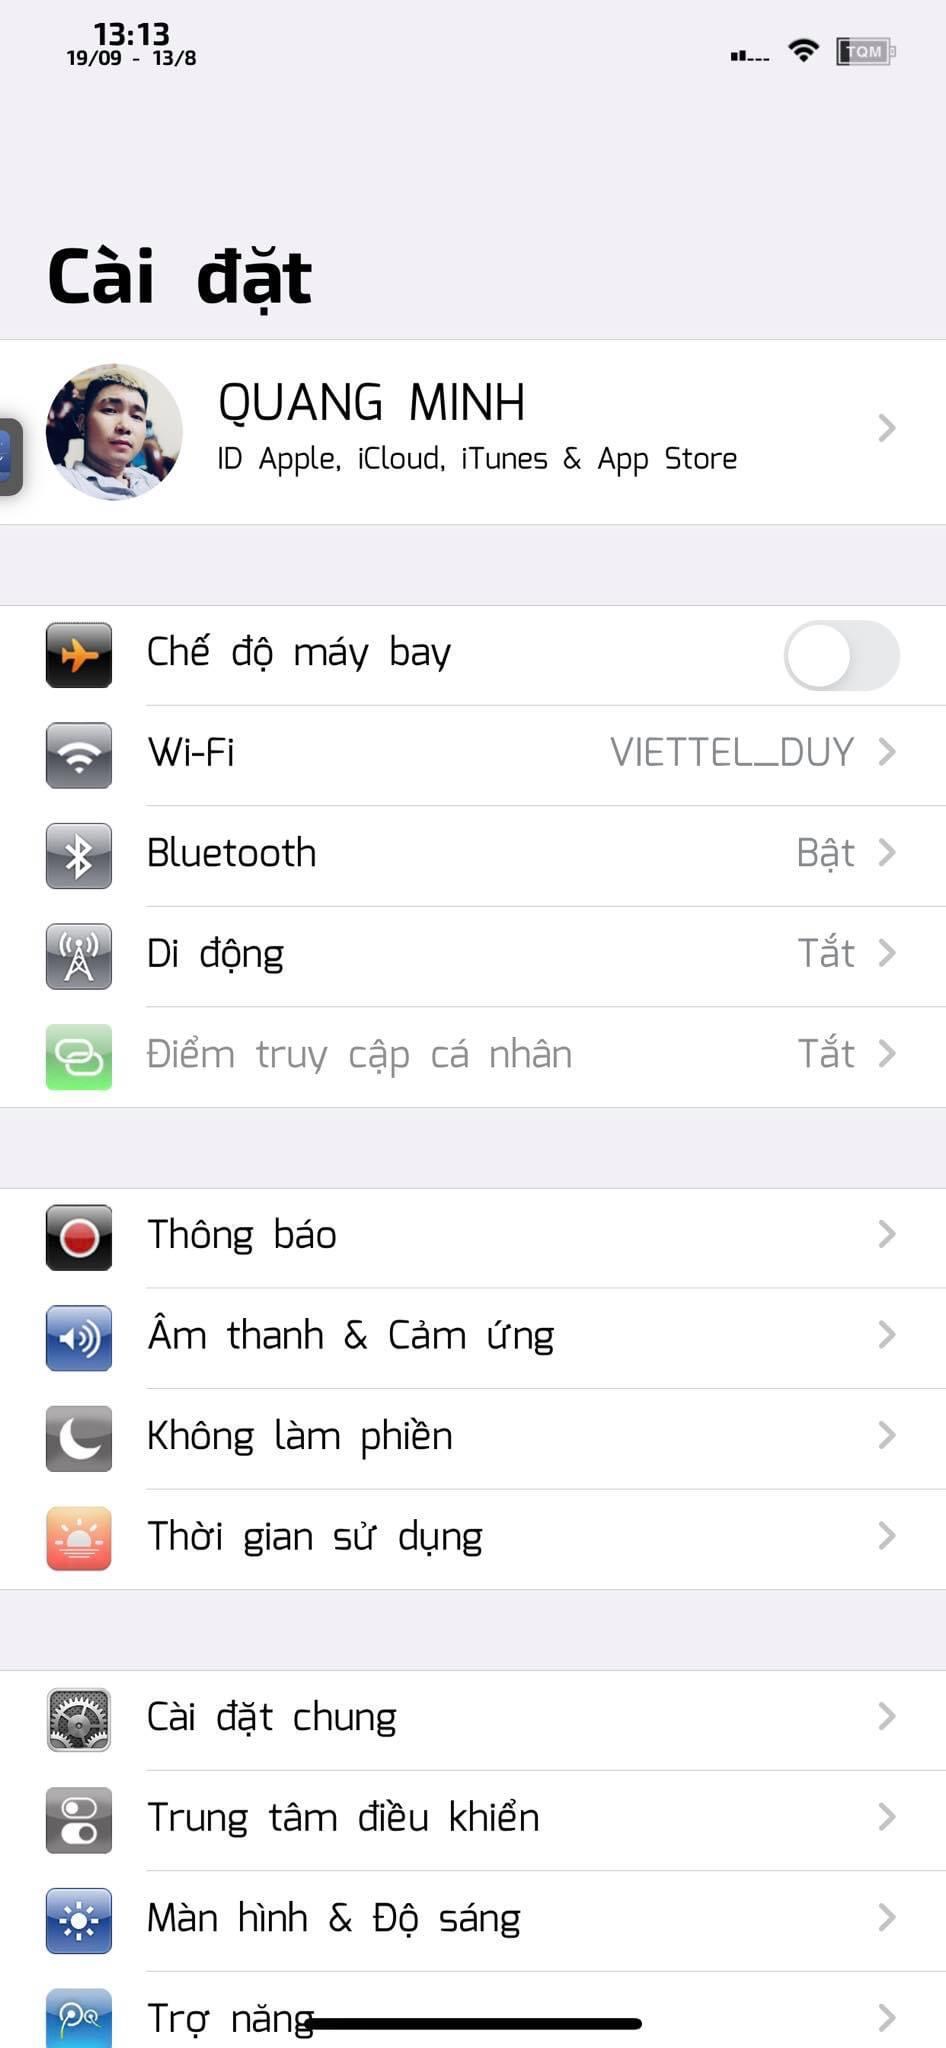 13:13
19/09 - 13/8
TQM
Cài đặt
QUANG MINH
ID Apple, iCloud, iTunes & App Store
Chế độ máy bay
Wi-Fi VIETTEL_DUY
Bluetooth Bật
Di động Tắt
Điểm truy cập cá nhân Tắt
Thông báo
Âm thanh & Cảm ứng
Không làm phiền
Thời gian sử dụng
Cài đặt chung
Trung tâm điều khiển
Màn hình & Độ sáng
Trợ năng